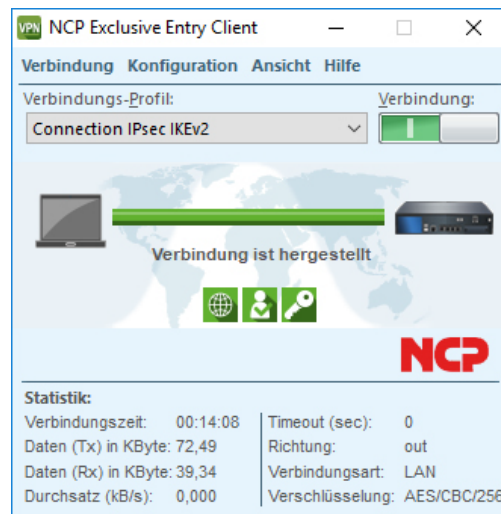 VPN NCP Exclusive Entry Client
Verbindung Konfiguration Ansicht Hilfe
Verbindungs-Profil: Verbindung:
Connection IPsec IKEv2
Verbindung ist hergestellt
NCP
Statistik:
Verbindungszeit: 00:14:08 Timeout (sec): 0
Daten (Tx) in KByte: 72,49 Richtung: out
Daten (Rx) in KByte: 39,34 Verbindungsart: LAN
Durchsatz (kB/s): 0,000 Verschlüsselung: AES/CBC/256